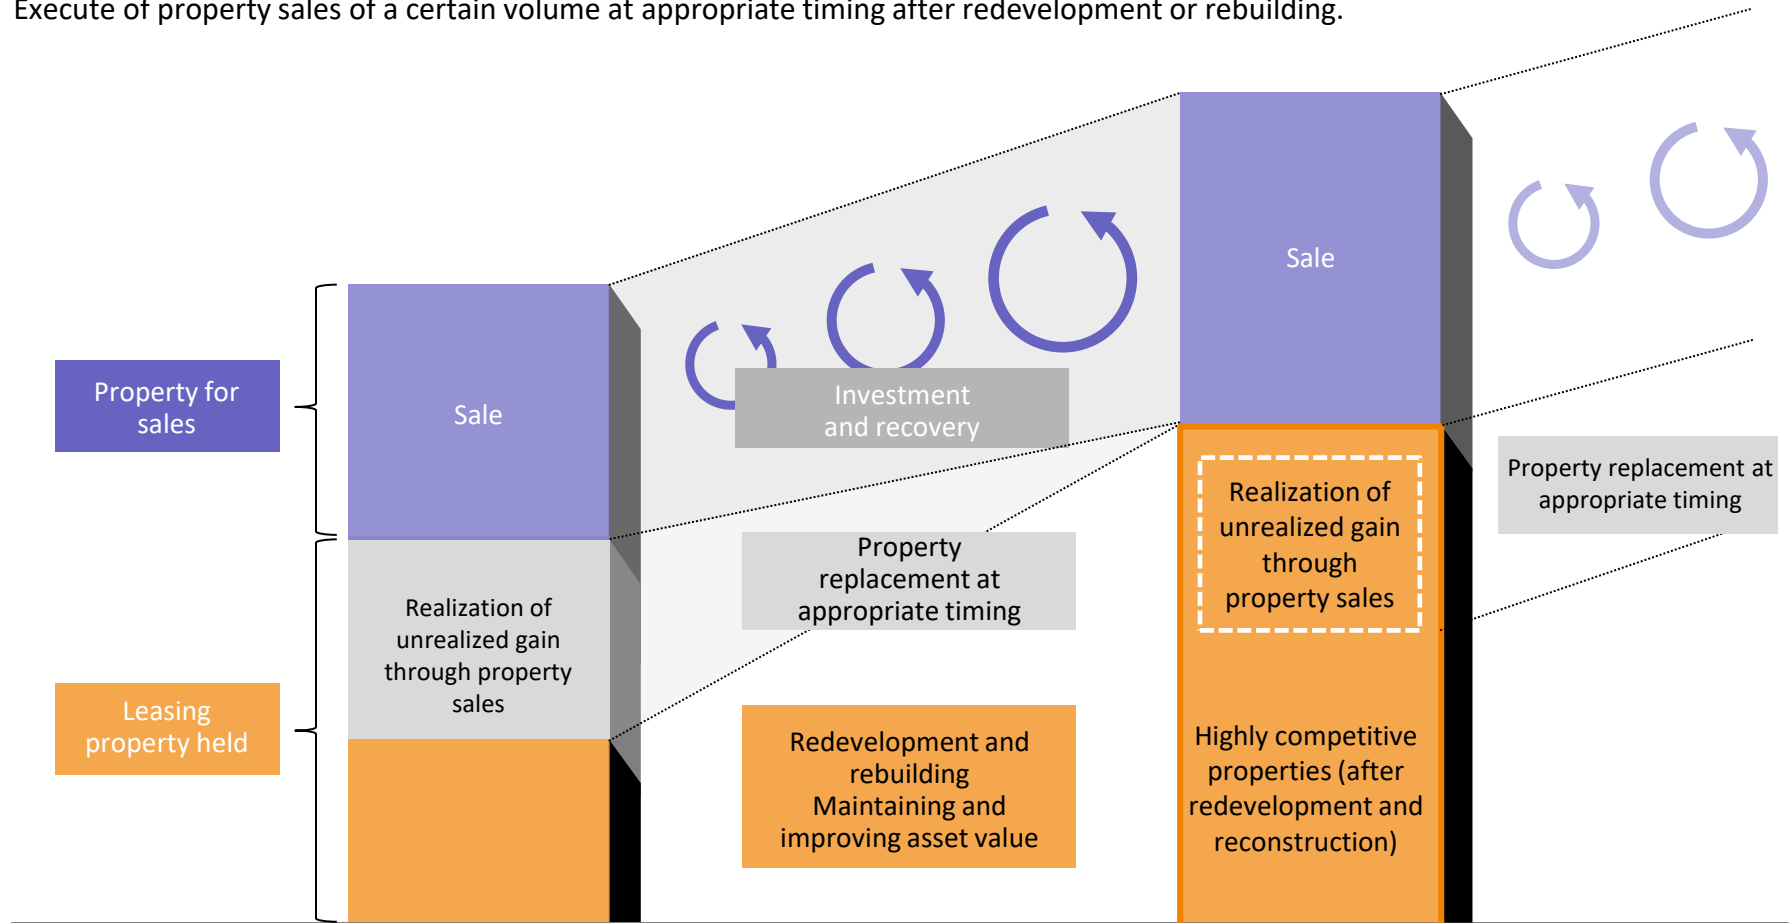 Execute of property sales of a certain volume at appropriate timing after redevelopment or rebuilding.
Property for
sales
Sale
Investment
and recovery
Sale
Realization of
unrealized gain
through property
sales
Property
replacement at
appropriate timing
Realization of
unrealized gain
through
property sales
Property replacement at
appropriate timing
Leasing
property held
Redevelopment and
rebuilding
Maintaining and
improving asset value
Highly competitive
properties (after
redevelopment and
reconstruction)